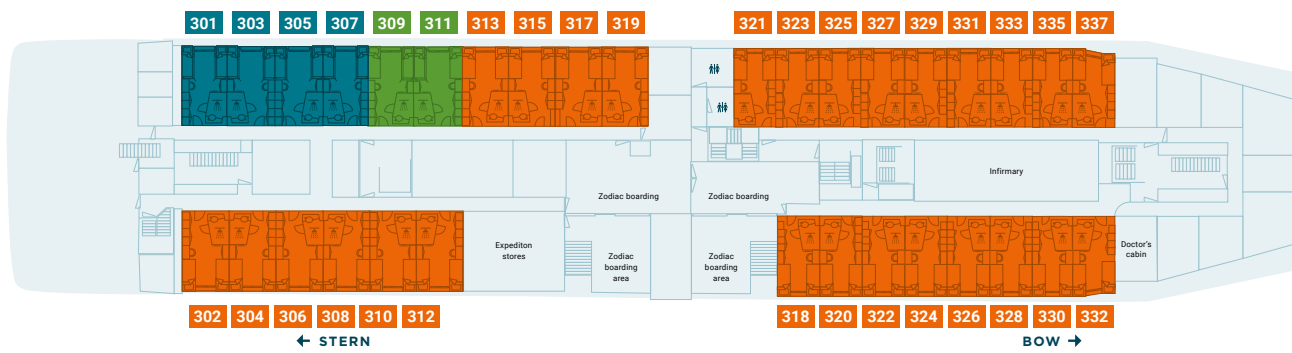 301 303 305 307 309 311 313 315 317 319 321 323 325 327 329 331 333 335 337
Infirmary
Zodiac boarding Zodiac boarding
Expediton
stores
Zodiac
boarding
area
Zodiac
boarding
area
Doctor's
cabin
302 304 306 308 310 312 318 320 322 324 326 328 330 332
← STERN BOW →